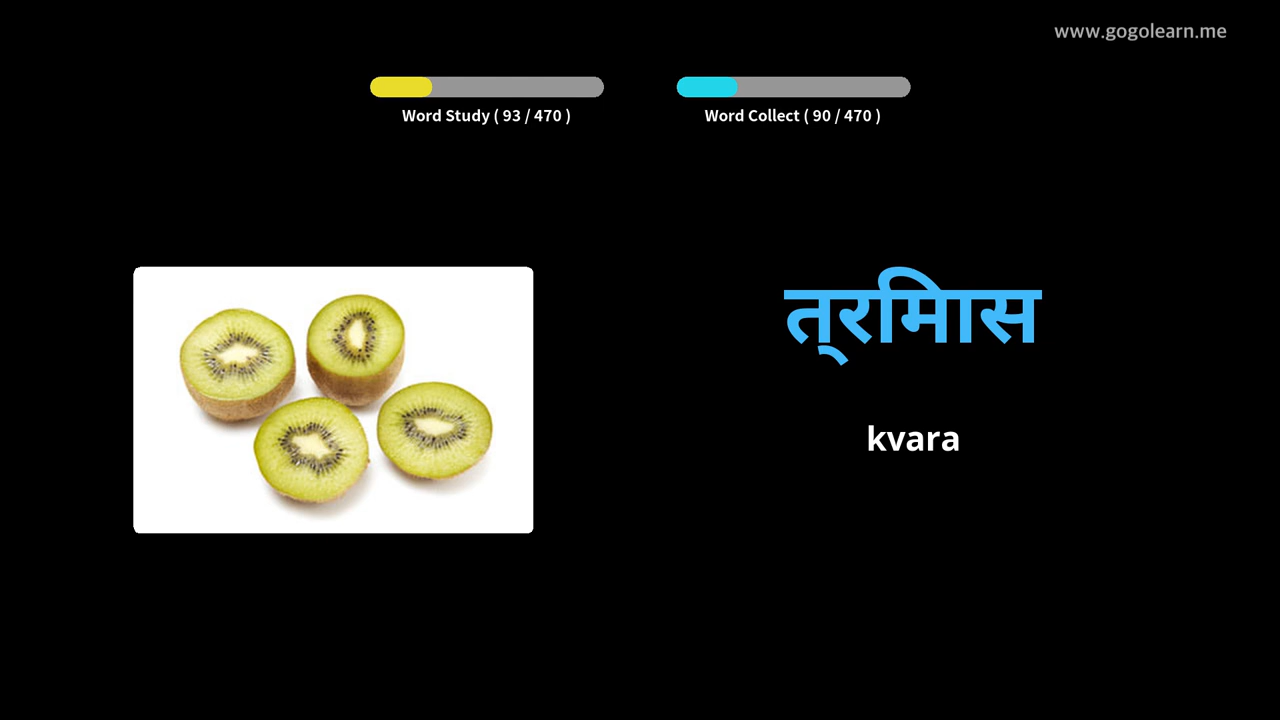 www.gogolearn.me
Word Study ( 93 / 470 )
Word Collect ( 90 / 470 )
त्‌रमिास
kvara